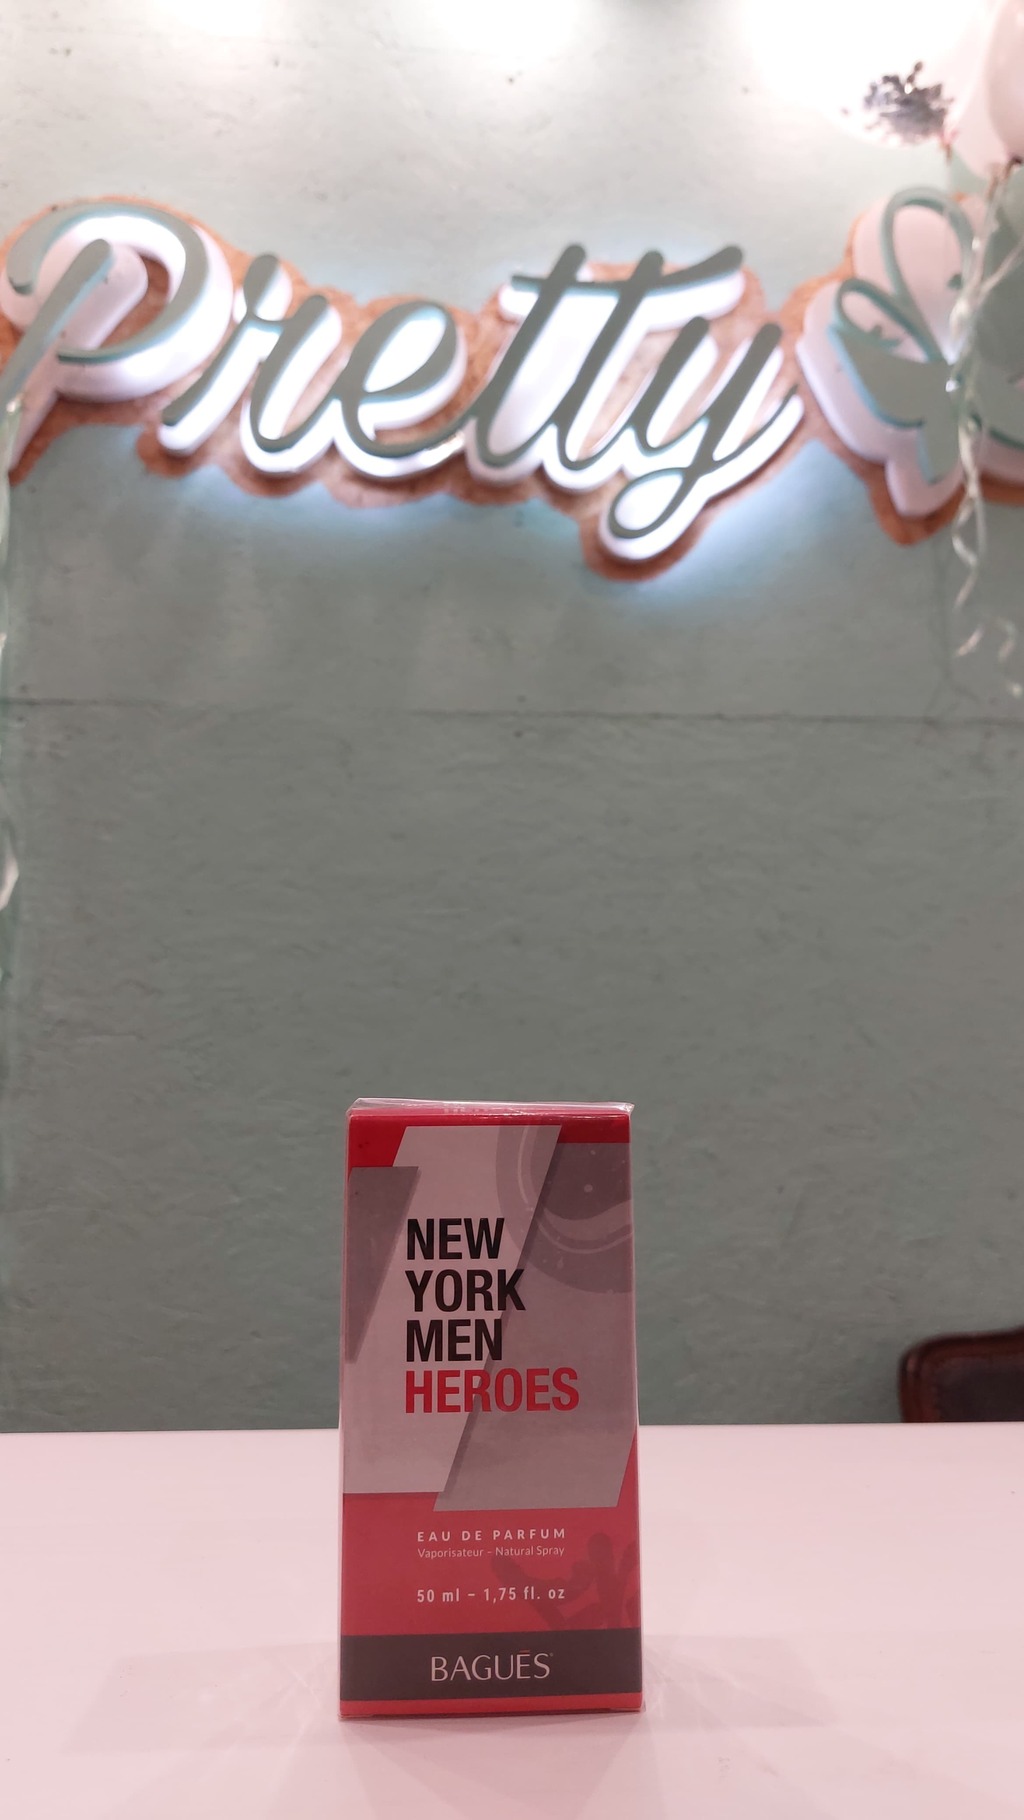 Pretty
NEW
YORK
MEN
HEROES
EAU DE PARFUM
Vaporisateur – Natural Spray
50 ml – 1,75 fl. oz
BAGUÉS